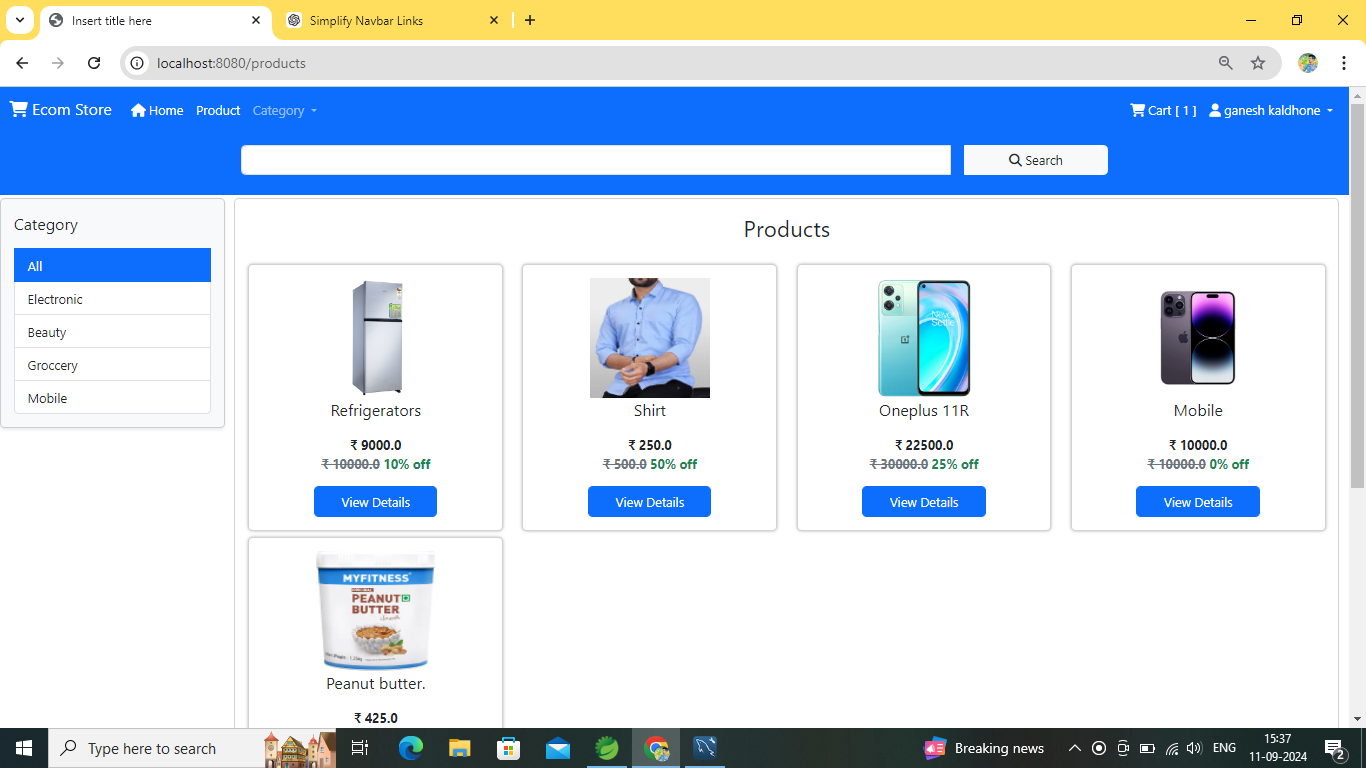 Insert title here
Simplify Navbar Links
localhost:8080/products
Ecom Store Home Product Category Cart [ 1 ] ganesh kaldhone
Search
Category
All
Electronic
Beauty
Groccery
Mobile
Products
Refrigerators
₹ 9000.0
₹ 10000.0 10% off
View Details
Shirt
₹ 250.0
₹ 500.0 50% off
View Details
Never
Settle
Oneplus 11R
₹ 22500.0
₹ 30000.0 25% off
View Details
Mobile
₹ 10000.0
₹ 10000.0 0% off
View Details
MYFITNESS
PEANUT
BUTTER
Smooth
Peanut butter.
₹ 425.0
Type here to search
Breaking news
ENG
15:37
11-09-2024
2